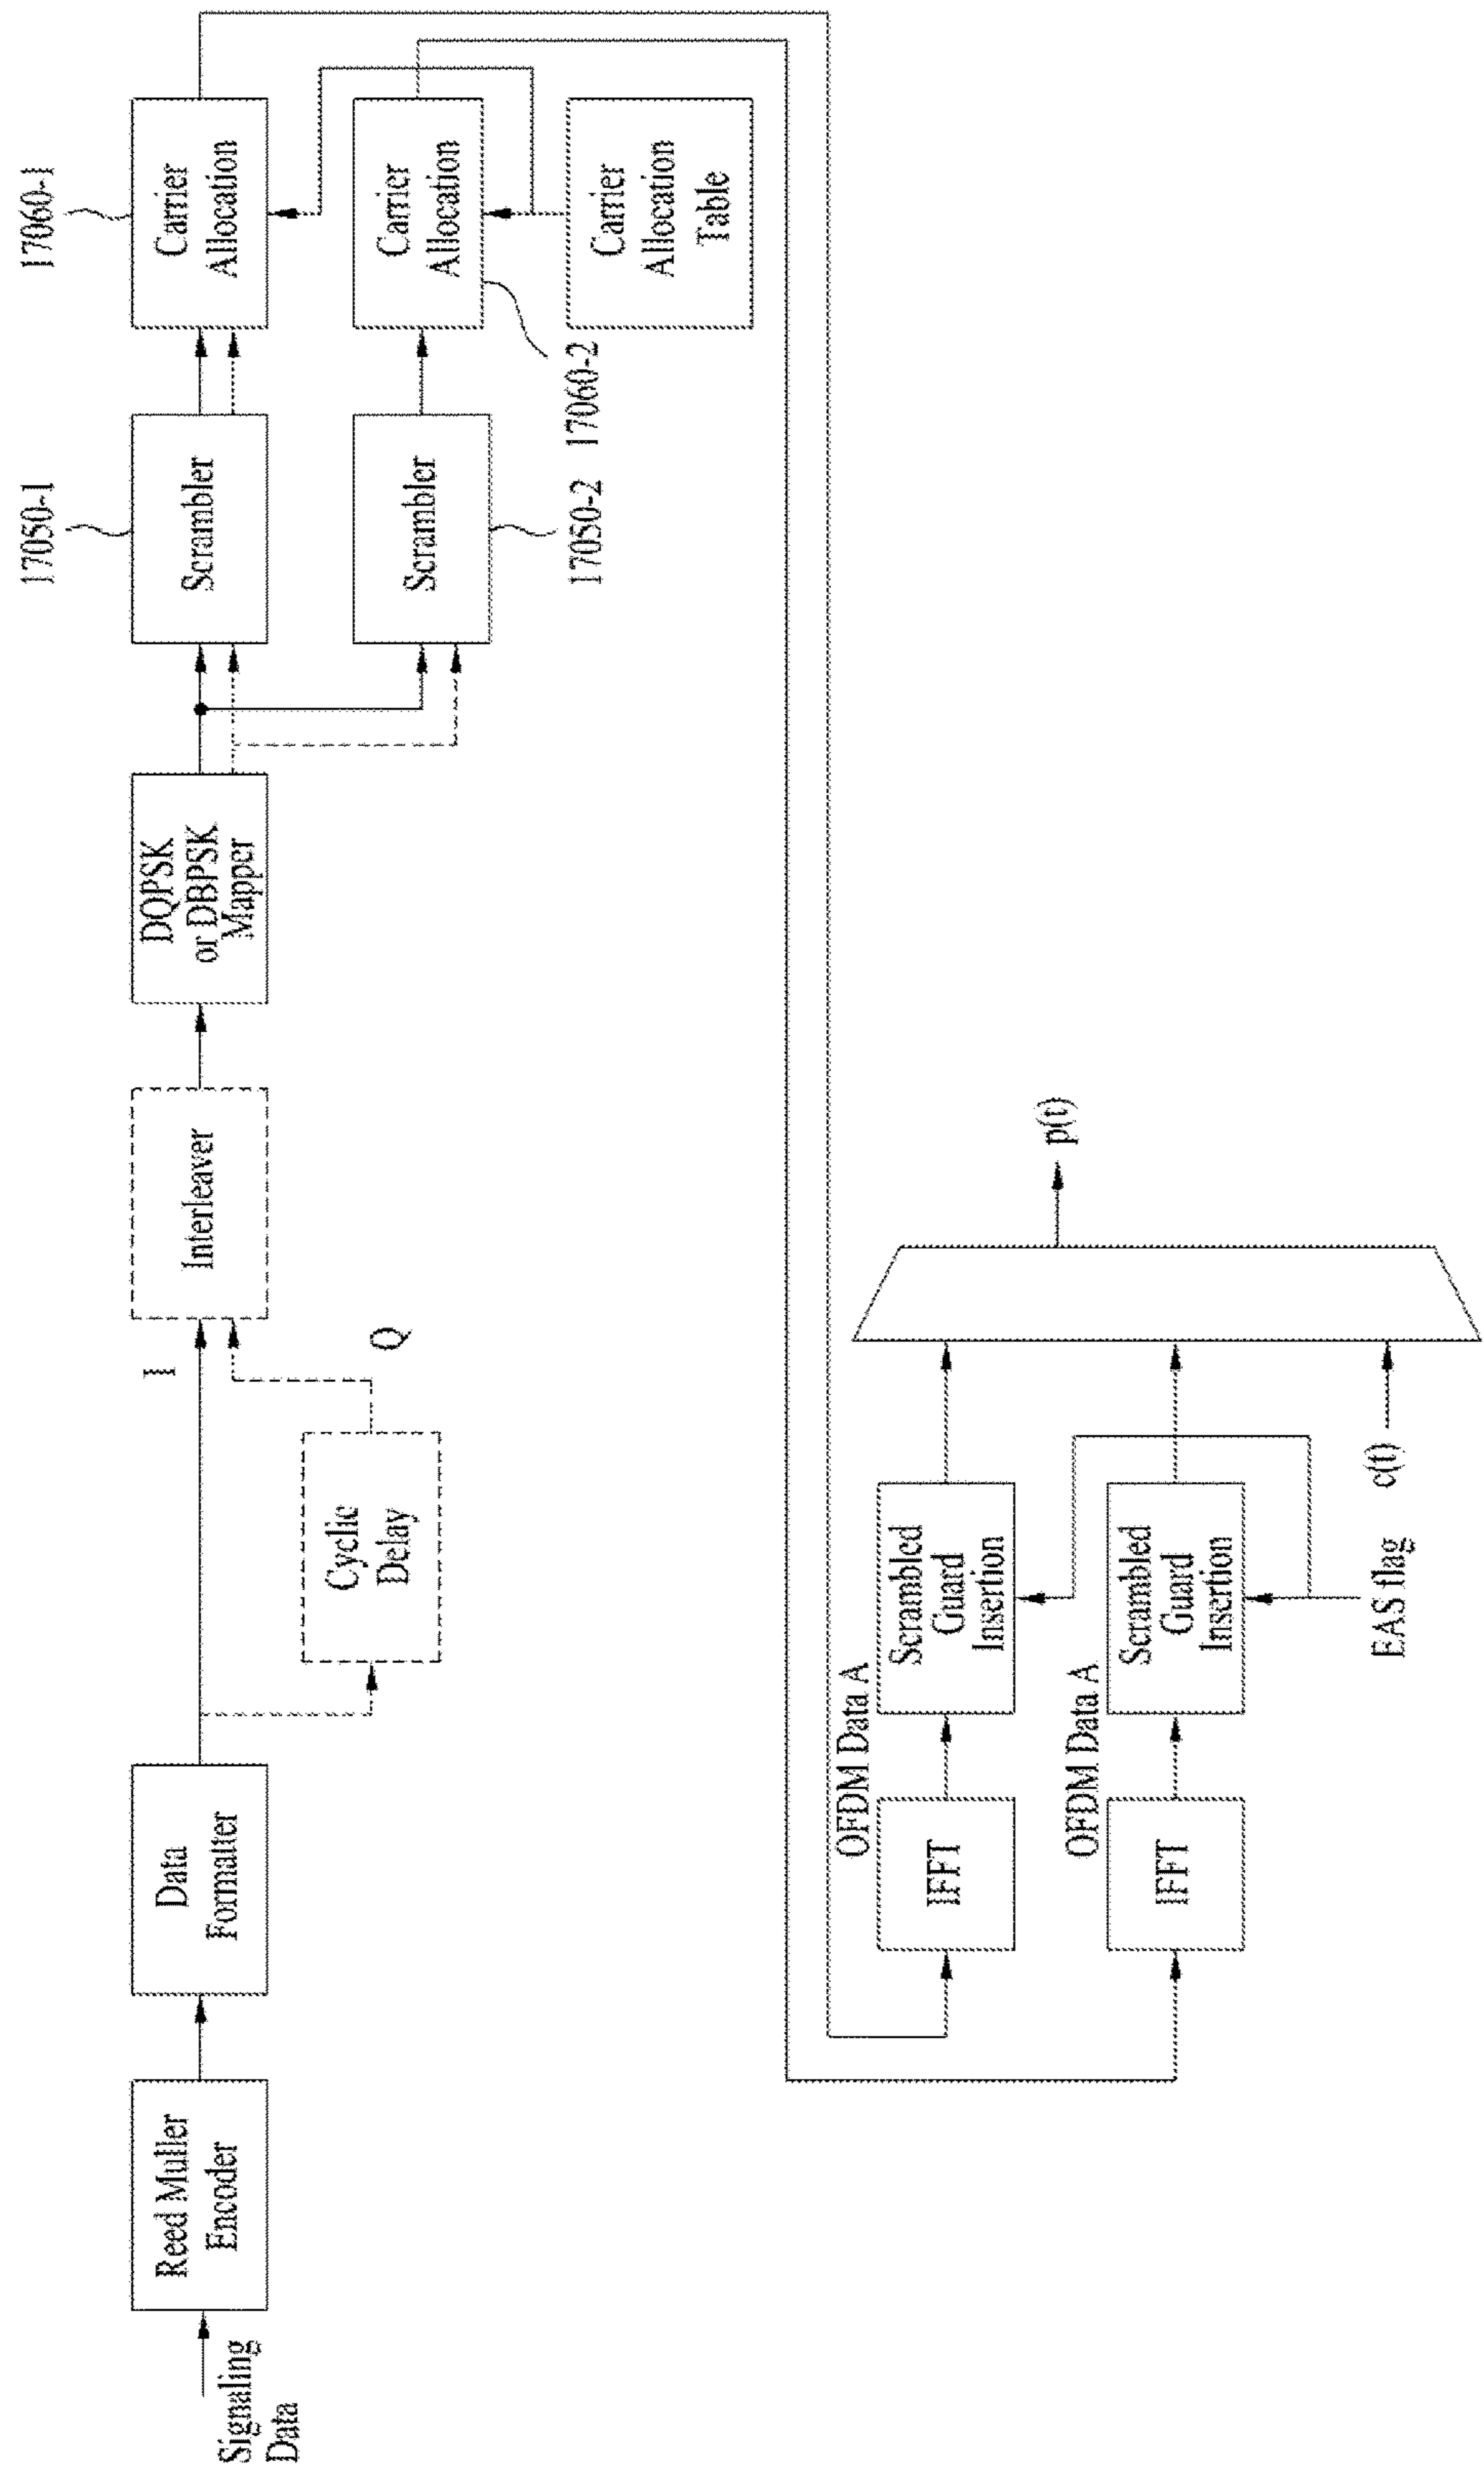 17050-1
17060-1
Signaling
Data
Reed Muller
Encoder
Data
Formatter
I
Interleaver
DQPSK
or DBPSK
Mapper
Scrambler
Carrier
Allocation
Cyclic
Delay
Q
Scrambler
Carrier
Allocation
17050-2
17060-2
Carrier
Allocation
Table
OFDM Data A
IFFT
Scrambled
Guard
Insertion
p(t)
OFDM Data A
IFFT
Scrambled
Guard
Insertion
EAS flag
c(t)